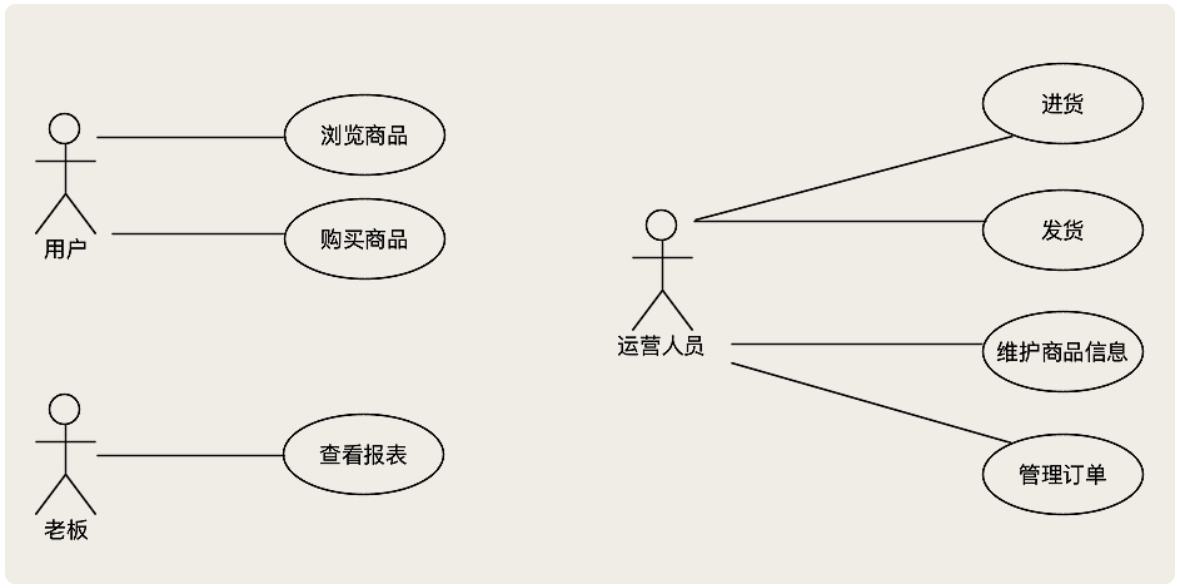 浏览商品
购买商品
用户
查看报表
老板
进货
发货
运营人员
维护商品信息
管理订单